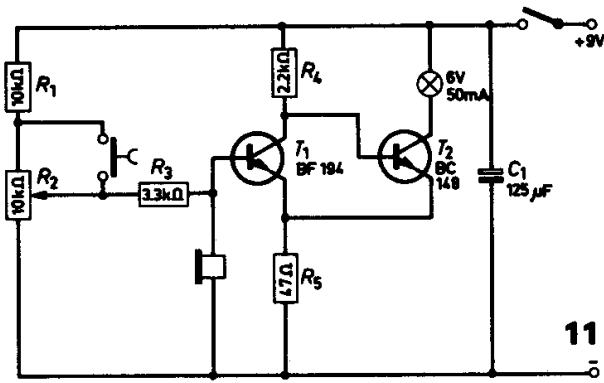 +9V
10kΩ R1
2.2kΩ R4
6V
50mA
R2
10kΩ
R3
3.3kΩ
T1
BF 194
T2
BC
148
C1
125 µF
47Ω R5
11
-